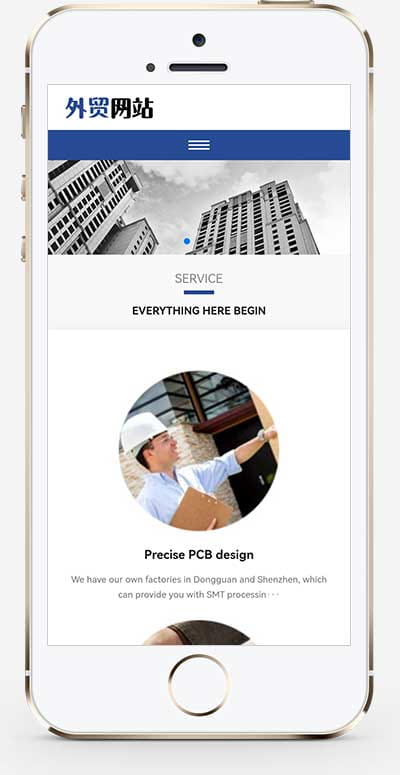 外贸网站
SERVICE
EVERYTHING HERE BEGIN
Precise PCB design
We have our own factories in Dongguan and Shenzhen, which
can provide you with SMT processin···